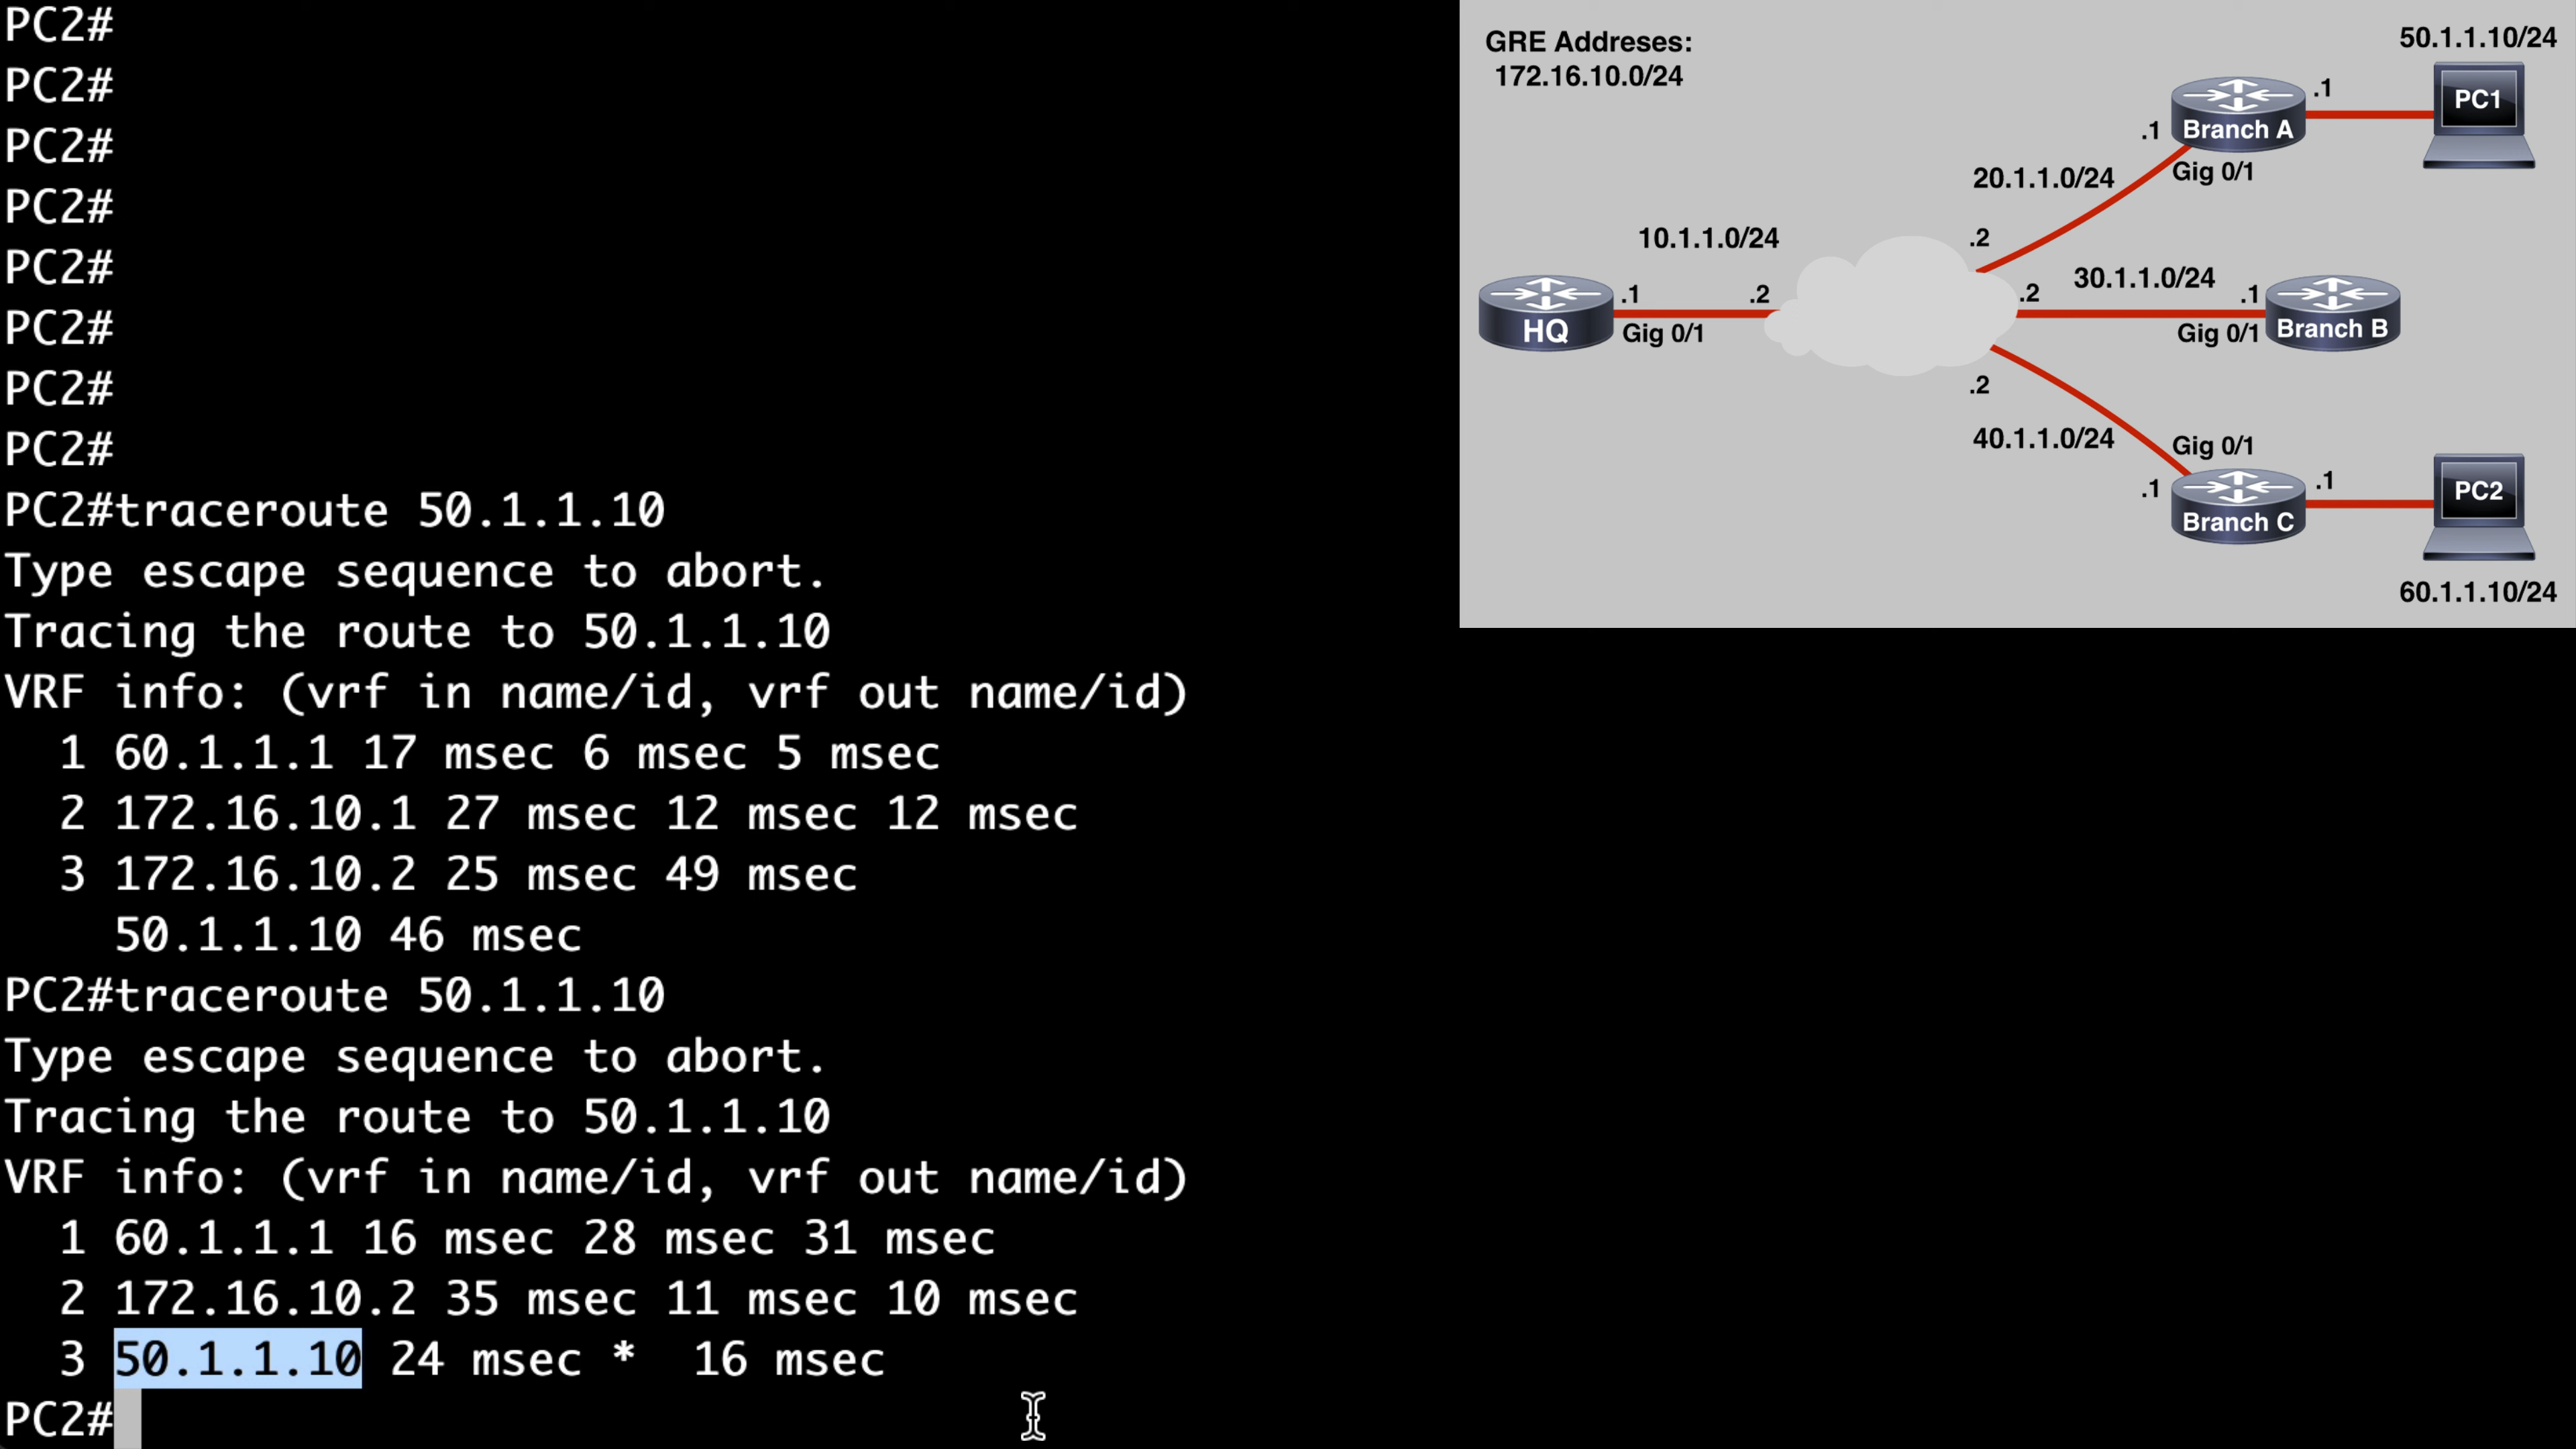 PC2#
PC2#
PC2#
PC2#
PC2#
PC2#
PC2#
PC2#
PC2#traceroute 50.1.1.10
Type escape sequence to abort.
Tracing the route to 50.1.1.10
VRF info: (vrf in name/id, vrf out name/id)
1 60.1.1.1 17 msec 6 msec 5 msec
2 172.16.10.1 27 msec 12 msec 12 msec
3 172.16.10.2 25 msec 49 msec
50.1.1.10 46 msec
PC2#traceroute 50.1.1.10
Type escape sequence to abort.
Tracing the route to 50.1.1.10
VRF info: (vrf in name/id, vrf out name/id)
1 60.1.1.1 16 msec 28 msec 31 msec
2 172.16.10.2 35 msec 11 msec 10 msec
3 50.1.1.10 24 msec * 16 msec
PC2#
GRE Addreses:
172.16.10.0/24
50.1.1.10/24
PC1
.1
Branch A
.1
Gig 0/1
20.1.1.0/24
.2
10.1.1.0/24
HQ
.1
Gig 0/1
.2
.2
30.1.1.0/24
.1
Gig 0/1
Branch B
.2
40.1.1.0/24
Gig 0/1
.1
Branch C
.1
PC2
60.1.1.10/24